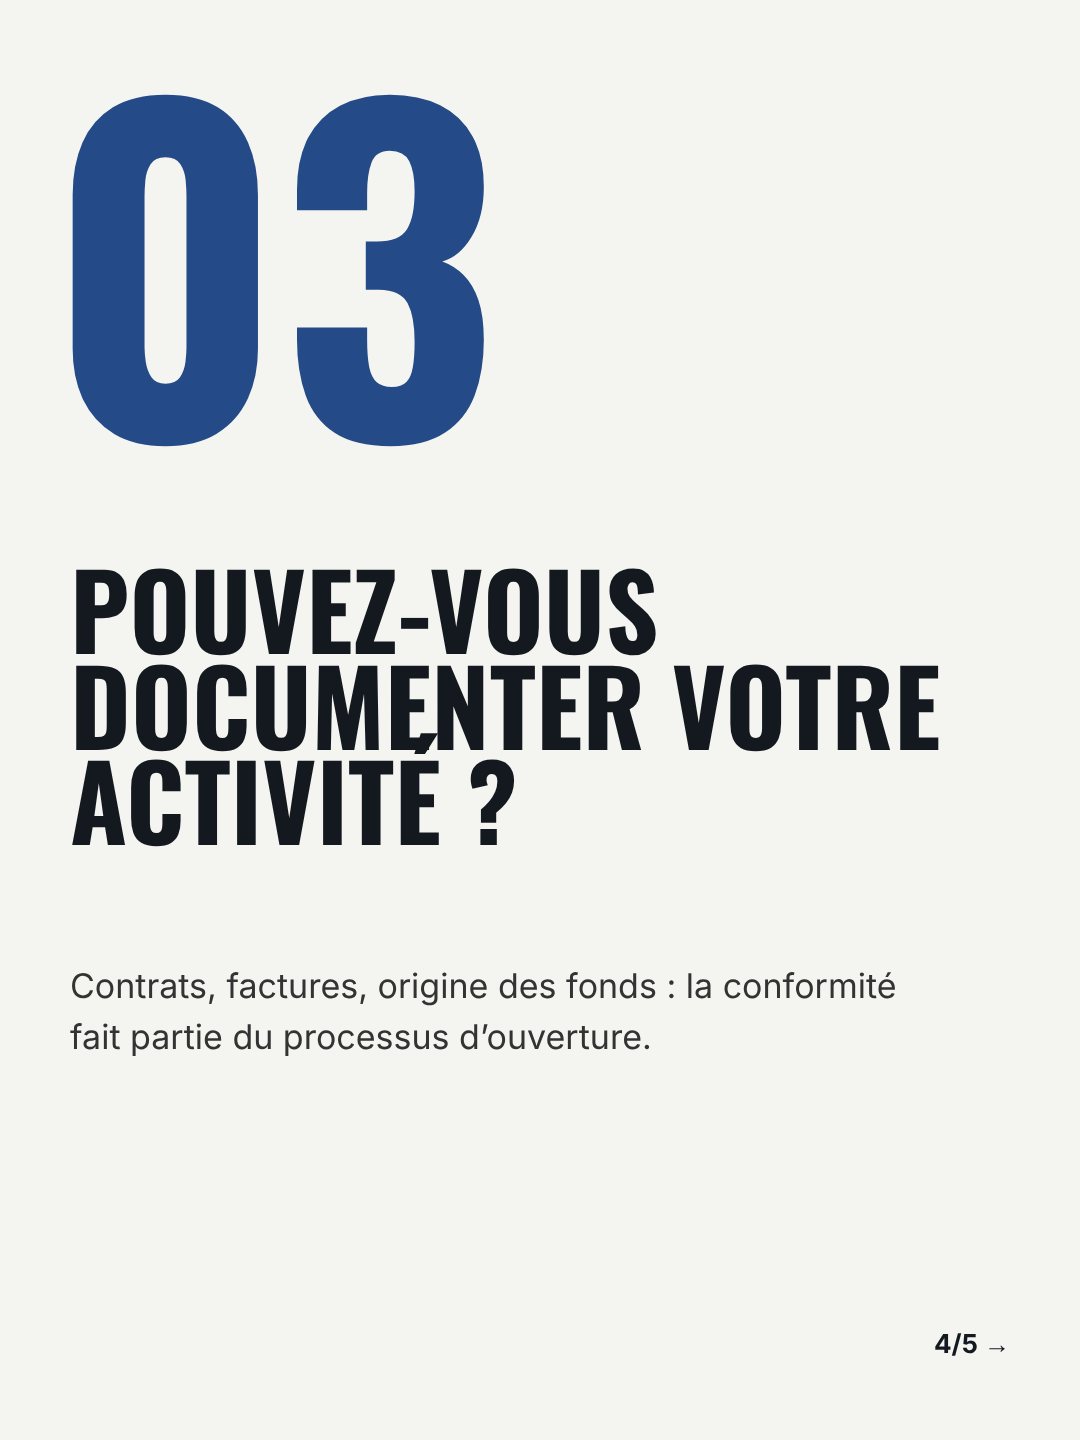 03
POUVEZ-VOUS
DOCUMENTER VOTRE
ACTIVITÉ ?
Contrats, factures, origine des fonds : la conformité
fait partie du processus d’ouverture.
4/5 →